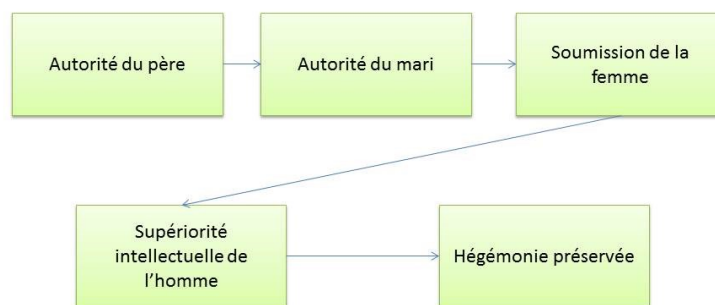 Autorité du père
Autorité du mari
Soumission de la
femme
Supériorité
intellectuelle de
l'homme
Hégémonie préservée